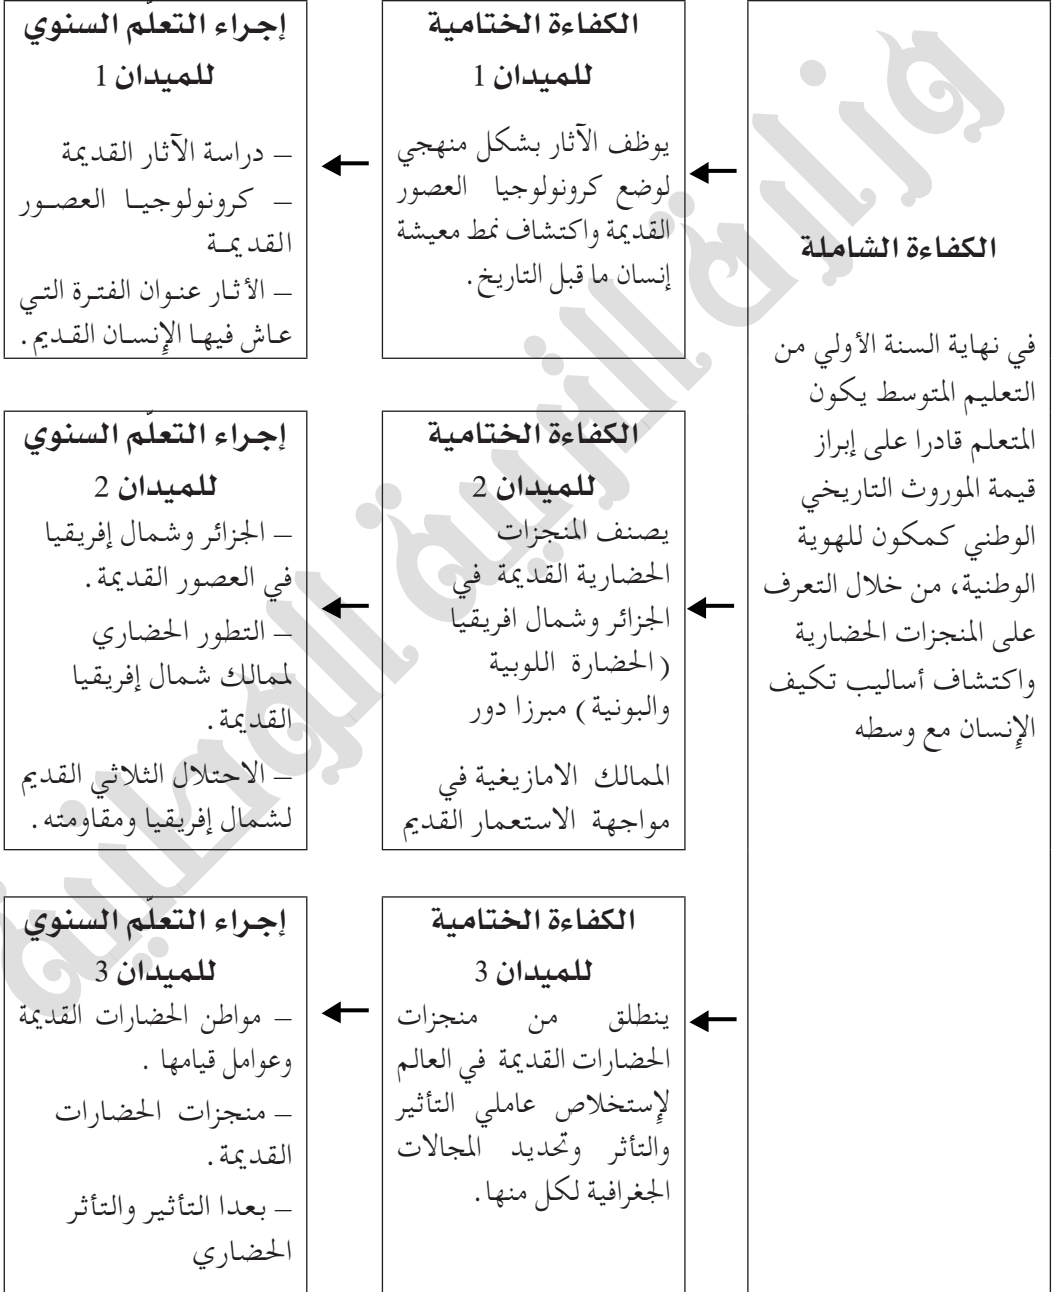 الكفاءة الشاملة
في نهاية السنة الأولي من
التعليم المتوسط يكون
المتعلم قادرا على إبراز
قيمة الموروث التاريخي
الوطني كمكون للهوية
الوطنية، من خلال التعرف
على المنجزات الحضارية
واكتشاف أساليب تكيف
الإنسان مع وسطه
الكفاءة الختامية
للميدان 1
يوظف الآثار بشكل منهجي
لوضع كرونولوجيا العصور
القديمة واكتشاف نمط معيشة
إنسان ما قبل التاريخ.
إجراء التعلّم السنوي
للميدان 1
– دراسة الآثار القديمة
– كرونولوجيا العصور
القديمة
– الأثار عنوان الفترة التي
عاش فيها الإنسان القديم.
الكفاءة الختامية
للميدان 2
يصنف المنجزات
الحضارية القديمة في
الجزائر وشمال افريقيا
(الحضارة اللوبية
والبونية) مبرزا دور
الممالك الامازيغية في
مواجهة الاستعمار القديم
إجراء التعلّم السنوي
للميدان 2
– الجزائر وشمال إفريقيا
في العصور القديمة.
– التطور الحضاري
لممالك شمال إفريقيا
القديمة.
– الاحتلال الثلاثي القديم
لشمال إفريقيا ومقاومته.
الكفاءة الختامية
للميدان 3
ينطلق من منجزات
الحضارات القديمة في العالم
لإستخلاص عاملي التأثير
والتأثر وتحديد المجالات
الجغرافية لكل منها.
إجراء التعلّم السنوي
للميدان 3
– مواطن الحضارات القديمة
وعوامل قيامها .
– منجزات الحضارات
القديمة.
– بعدا التأثير والتأثر
الحضاري
وزارة التربية الوطنية